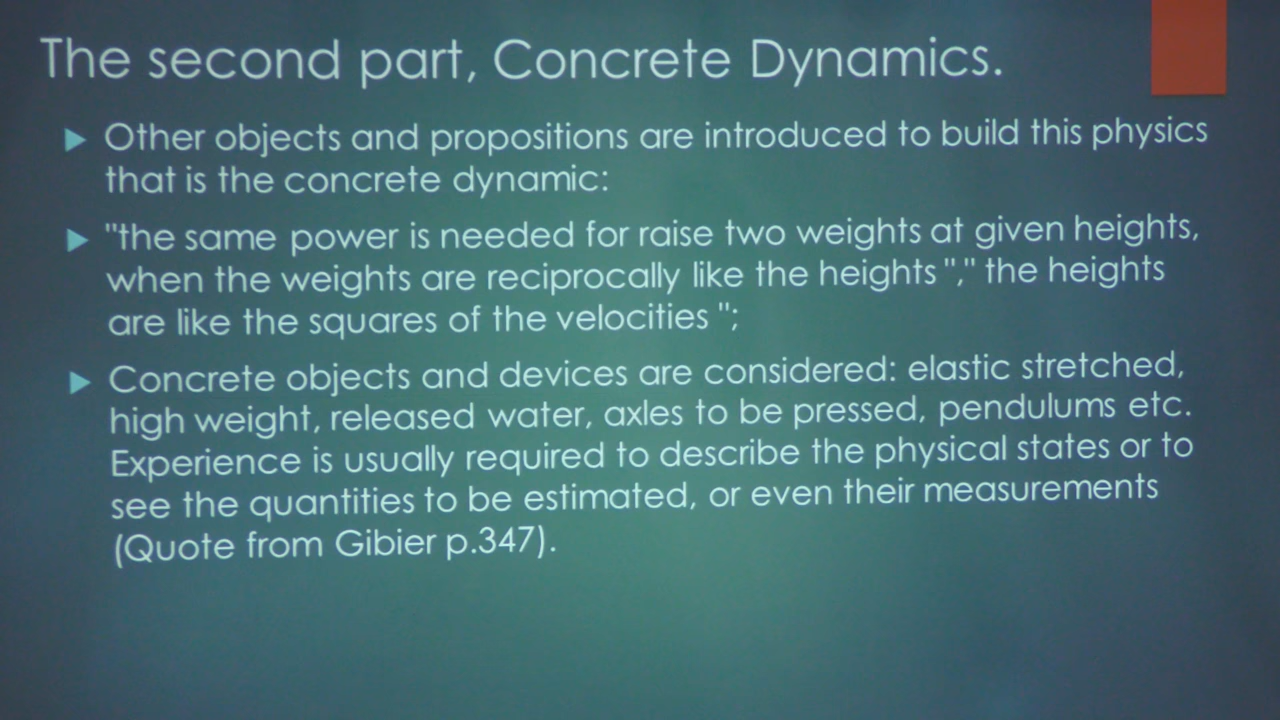 The second part, Concrete Dynamics.
Other objects and propositions are introduced to build this physics
that is the concrete dynamic:
"the same power is needed for raise two weights at given heights,
when the weights are reciprocally like the heights "," the heights
are like the squares of the velocities ";
Concrete objects and devices are considered: elastic stretched,
high weight, released water, axles to be pressed, pendulums etc.
Experience is usually required to describe the physical states or to
see the quantities to be estimated, or even their measurements
(Quote from Gibier p.347).